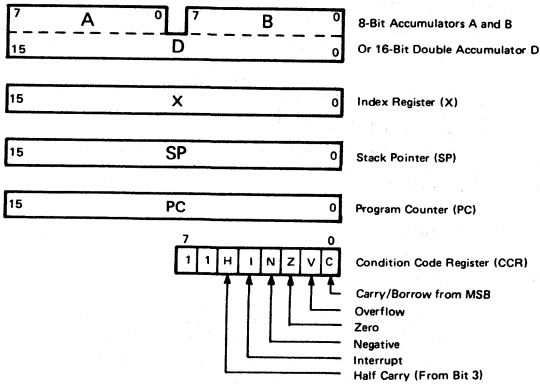 7 A 0 7 B 0 8-Bit Accumulators A and B
15 D 0 Or 16-Bit Double Accumulator D
15 X 0 Index Register (X)
15 SP 0 Stack Pointer (SP)
15 PC 0 Program Counter (PC)
7 0
1 1 H I N Z V C Condition Code Register (CCR)
Carry/Borrow from MSB
Overflow
Zero
Negative
Interrupt
Half Carry (From Bit 3)